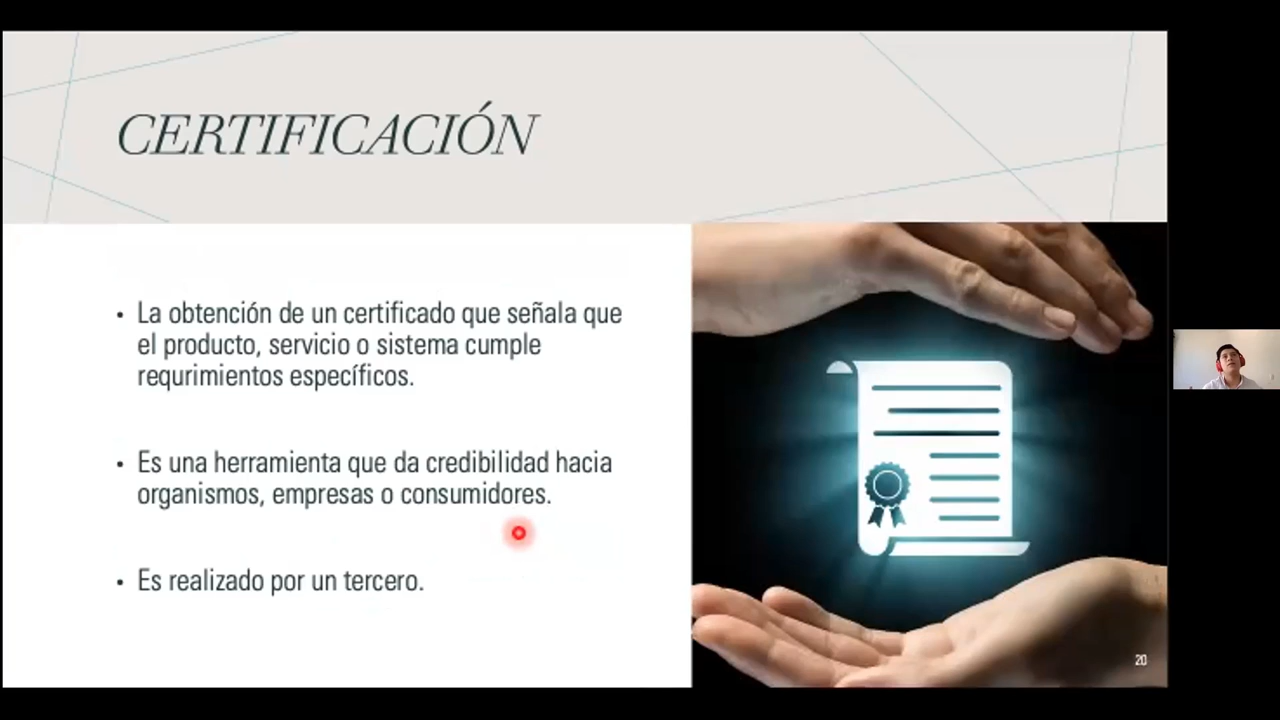 CERTIFICACIÓN
• La obtención de un certificado que señala que
el producto, servicio o sistema cumple
requrimientos específicos.
• Es una herramienta que da credibilidad hacia
organismos, empresas o consumidores.
• Es realizado por un tercero.
20